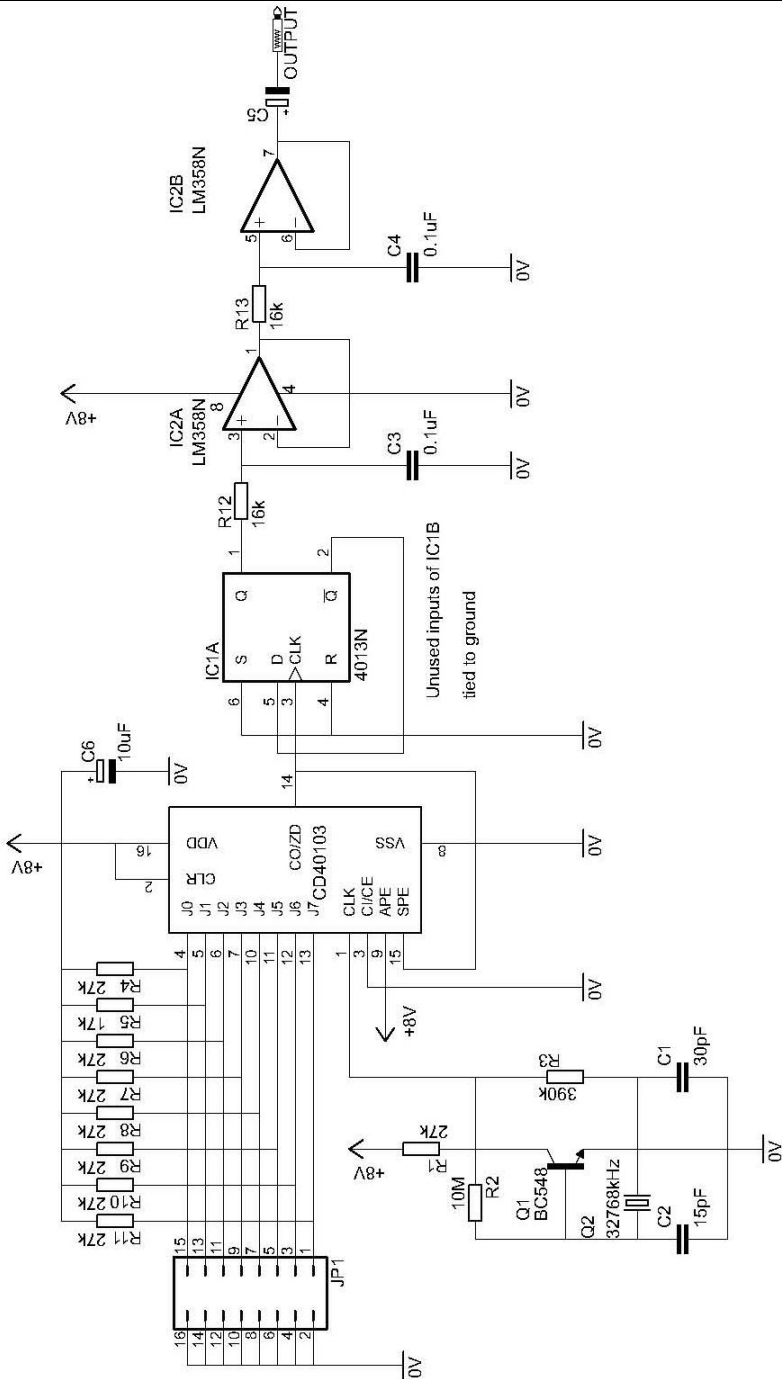 OUTPUT
C5
+
7
IC2B
LM358N
5
+
6
−
C4
0.1uF
0V
R13
16k
1
+8V
8
IC2A
LM358N
4
3
+
2
−
0V
C3
0.1uF
0V
R12
16k
1
2
Q
Q
IC1A
S
D
CLK
R
4013N
6
5
3
4
Unused inputs of IC1B
tied to ground
0V
C6
+
10uF
0V
14
+8V
16
2
VDD
CLR
CO/ZD
CD40103
VSS
8
0V
J0
J1
J2
J3
J4
J5
J6
J7
CLK
CI/CE
APE
SPE
4
5
6
7
10
11
12
13
1
3
9
15
+8V
0V
R4
27k
R5
17k
R6
27k
R7
27k
R8
27k
R9
27k
R10
27k
R11
27k
15
13
11
9
7
5
3
1
JP1
16
14
12
10
8
6
4
2
0V
+8V
R1
27k
R3
390k
C1
30pF
10M
R2
Q1
BC548
Q2
32768kHz
C2
15pF
0V